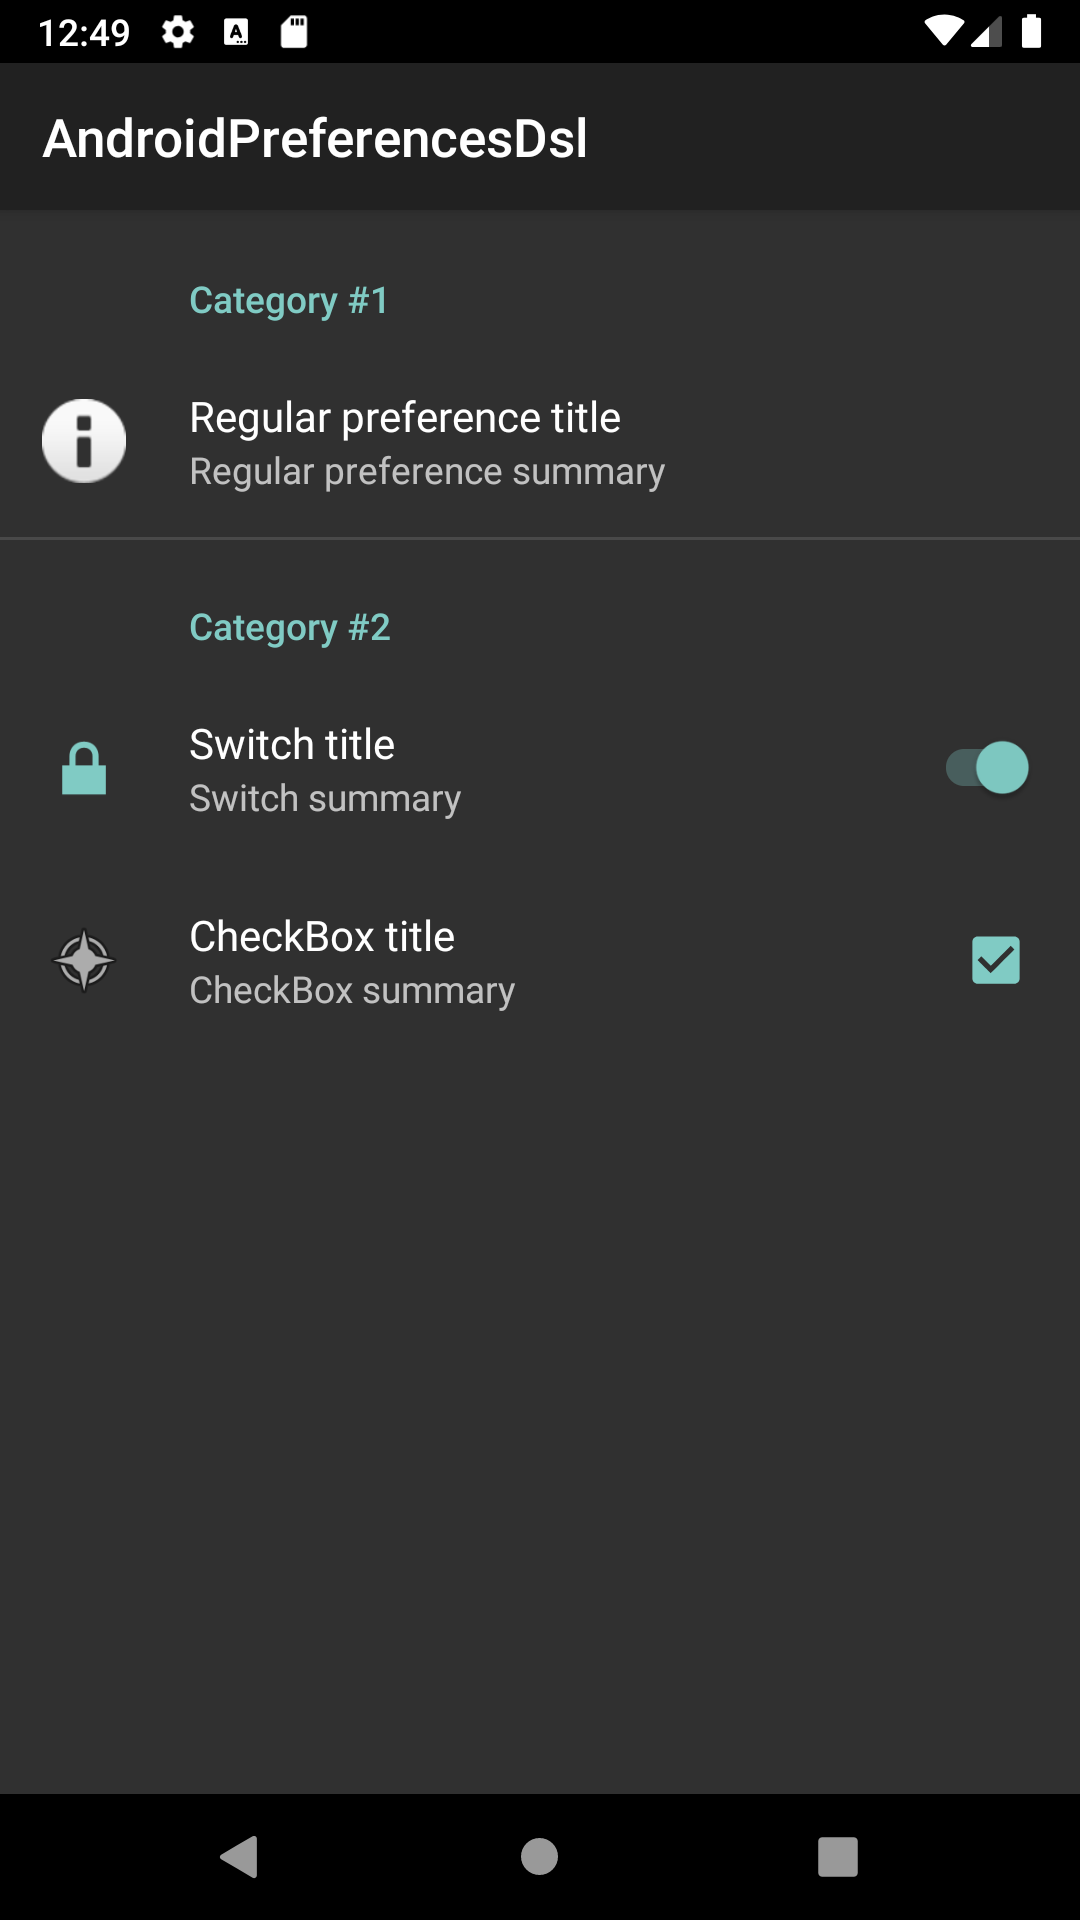 12:49
AndroidPreferencesDsl
Category #1
Regular preference title
Regular preference summary
Category #2
Switch title
Switch summary
CheckBox title
CheckBox summary